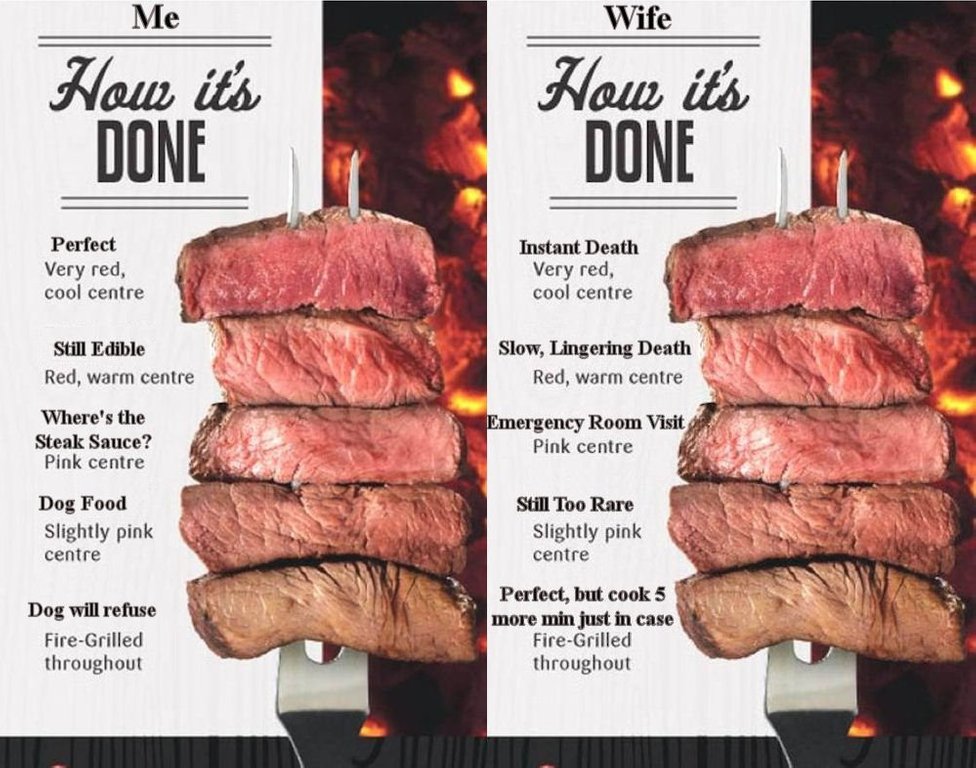 Me
How it's
DONE
Perfect
Very red,
cool centre
Still Edible
Red, warm centre
Where's the
Steak Sauce?
Pink centre
Dog Food
Slightly pink
centre
Dog will refuse
Fire-Grilled
throughout
Wife
How it's
DONE
Instant Death
Very red,
cool centre
Slow, Lingering Death
Red, warm centre
Emergency Room Visit
Pink centre
Still Too Rare
Slightly pink
centre
Perfect, but cook 5
more min just in case
Fire-Grilled
throughout